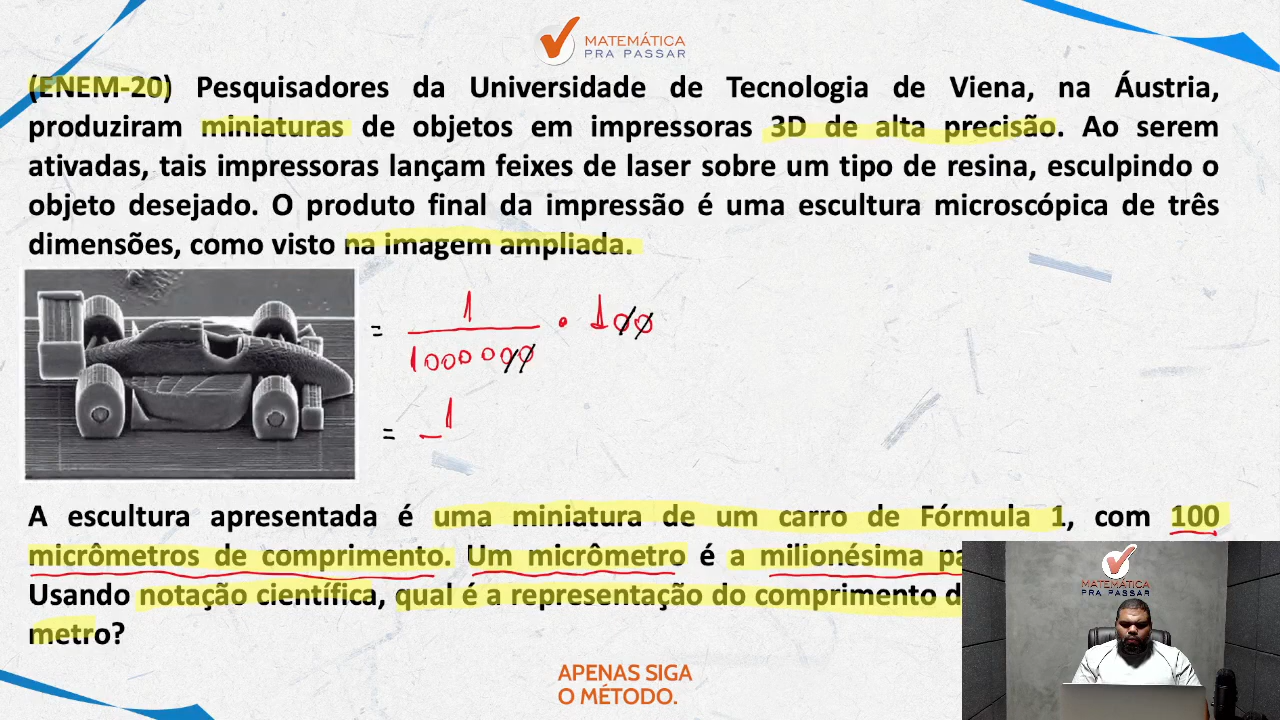 MATEMÁTICA
PRA PASSAR
(ENEM-20) Pesquisadores da Universidade de Tecnologia de Viena, na Áustria,
produziram miniaturas de objetos em impressoras 3D de alta precisão. Ao serem
ativadas, tais impressoras lançam feixes de laser sobre um tipo de resina, esculpindo o
objeto desejado. O produto final da impressão é uma escultura microscópica de três
dimensões, como visto na imagem ampliada.
= 1 / 1000000 · 100
= 1
A escultura apresentada é uma miniatura de um carro de Fórmula 1, com 100
micrômetros de comprimento. Um micrômetro é a milionésima pa
Usando notação científica, qual é a representação do comprimento d
metro?
MATEMÁTICA
PRA PASSAR
APENAS SIGA
O MÉTODO.